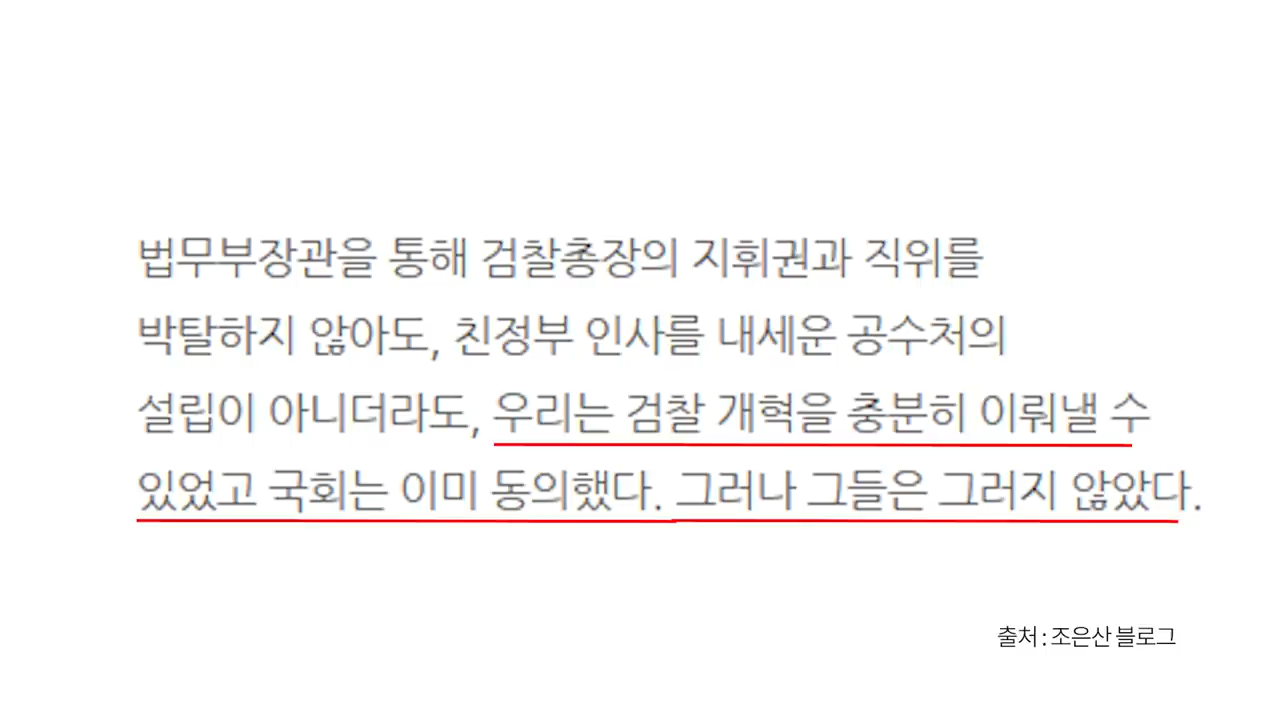 법무부장관을 통해 검찰총장의 지휘권과 직위를
박탈하지 않아도, 친정부 인사를 내세운 공수처의
설립이 아니더라도, 우리는 검찰 개혁을 충분히 이뤄낼 수
있었고 국회는 이미 동의했다. 그러나 그들은 그러지 않았다.
출처 : 조은산 블로그